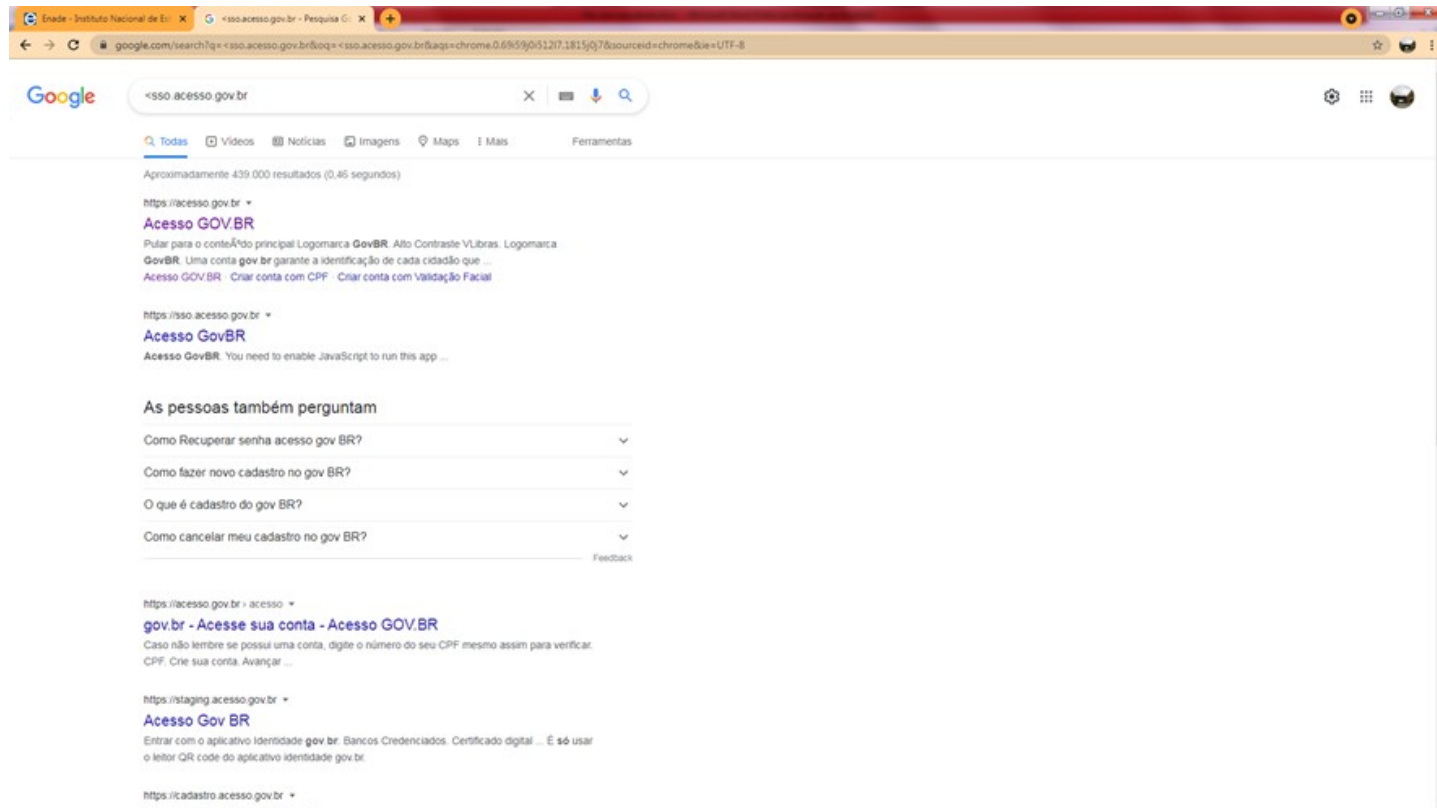 Enade - Instituto Nacional de Est
<sso.acesso.gov.br - Pesquisa Go
google.com/search?q=<sso.acesso.gov.br&oq=<sso.acesso.gov.br&aqs=chrome.0.69i59j0i512l7.1815j0j7&sourceid=chrome&ie=UTF-8
Google
<sso.acesso.gov.br
Todas Vídeos Notícias Imagens Maps Mais Ferramentas
Aproximadamente 439.000 resultados (0,46 segundos)
https://acesso.gov.br
Acesso GOV.BR
Pular para o conteÃºdo principal Logomarca GovBR. Alto Contraste VLibras. Logomarca
GovBR. Uma conta gov.br garante a identificação de cada cidadão que ...
Acesso GOV.BR · Criar conta com CPF · Criar conta com Validação Facial
https://sso.acesso.gov.br
Acesso GovBR
Acesso GovBR. You need to enable JavaScript to run this app ...
As pessoas também perguntam
Como Recuperar senha acesso gov BR?
Como fazer novo cadastro no gov BR?
O que é cadastro do gov BR?
Como cancelar meu cadastro no gov BR?
Feedback
https://acesso.gov.br › acesso
gov.br - Acesse sua conta - Acesso GOV.BR
Caso não lembre se possui uma conta, digite o número do seu CPF mesmo assim para verificar.
CPF. Crie sua conta. Avançar ...
https://staging.acesso.gov.br
Acesso Gov BR
Entrar com o aplicativo Identidade gov.br. Bancos Credenciados. Certificado digital ... É só usar
o leitor QR code do aplicativo identidade gov.br.
https://cadastro.acesso.gov.br